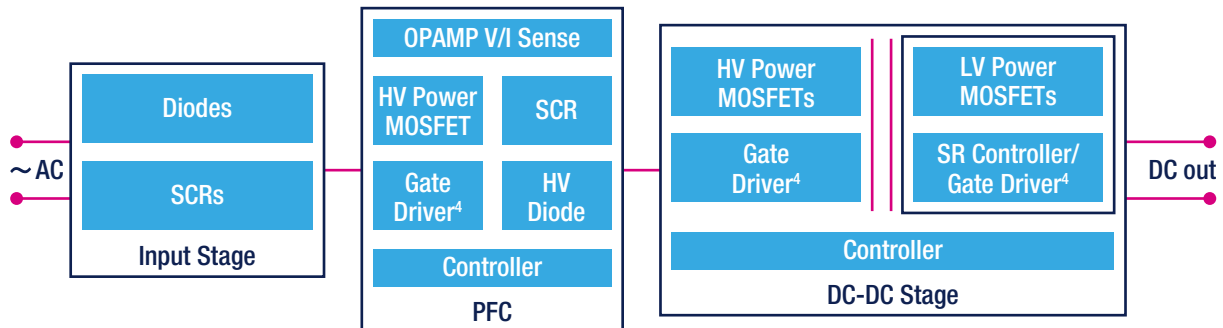 ~ AC
Diodes
SCRs
Input Stage
OPAMP V/I Sense
HV Power
MOSFET
SCR
Gate
Driver⁴
HV
Diode
Controller
PFC
HV Power
MOSFETs
Gate
Driver⁴
LV Power
MOSFETs
SR Controller/
Gate Driver⁴
Controller
DC-DC Stage
DC out